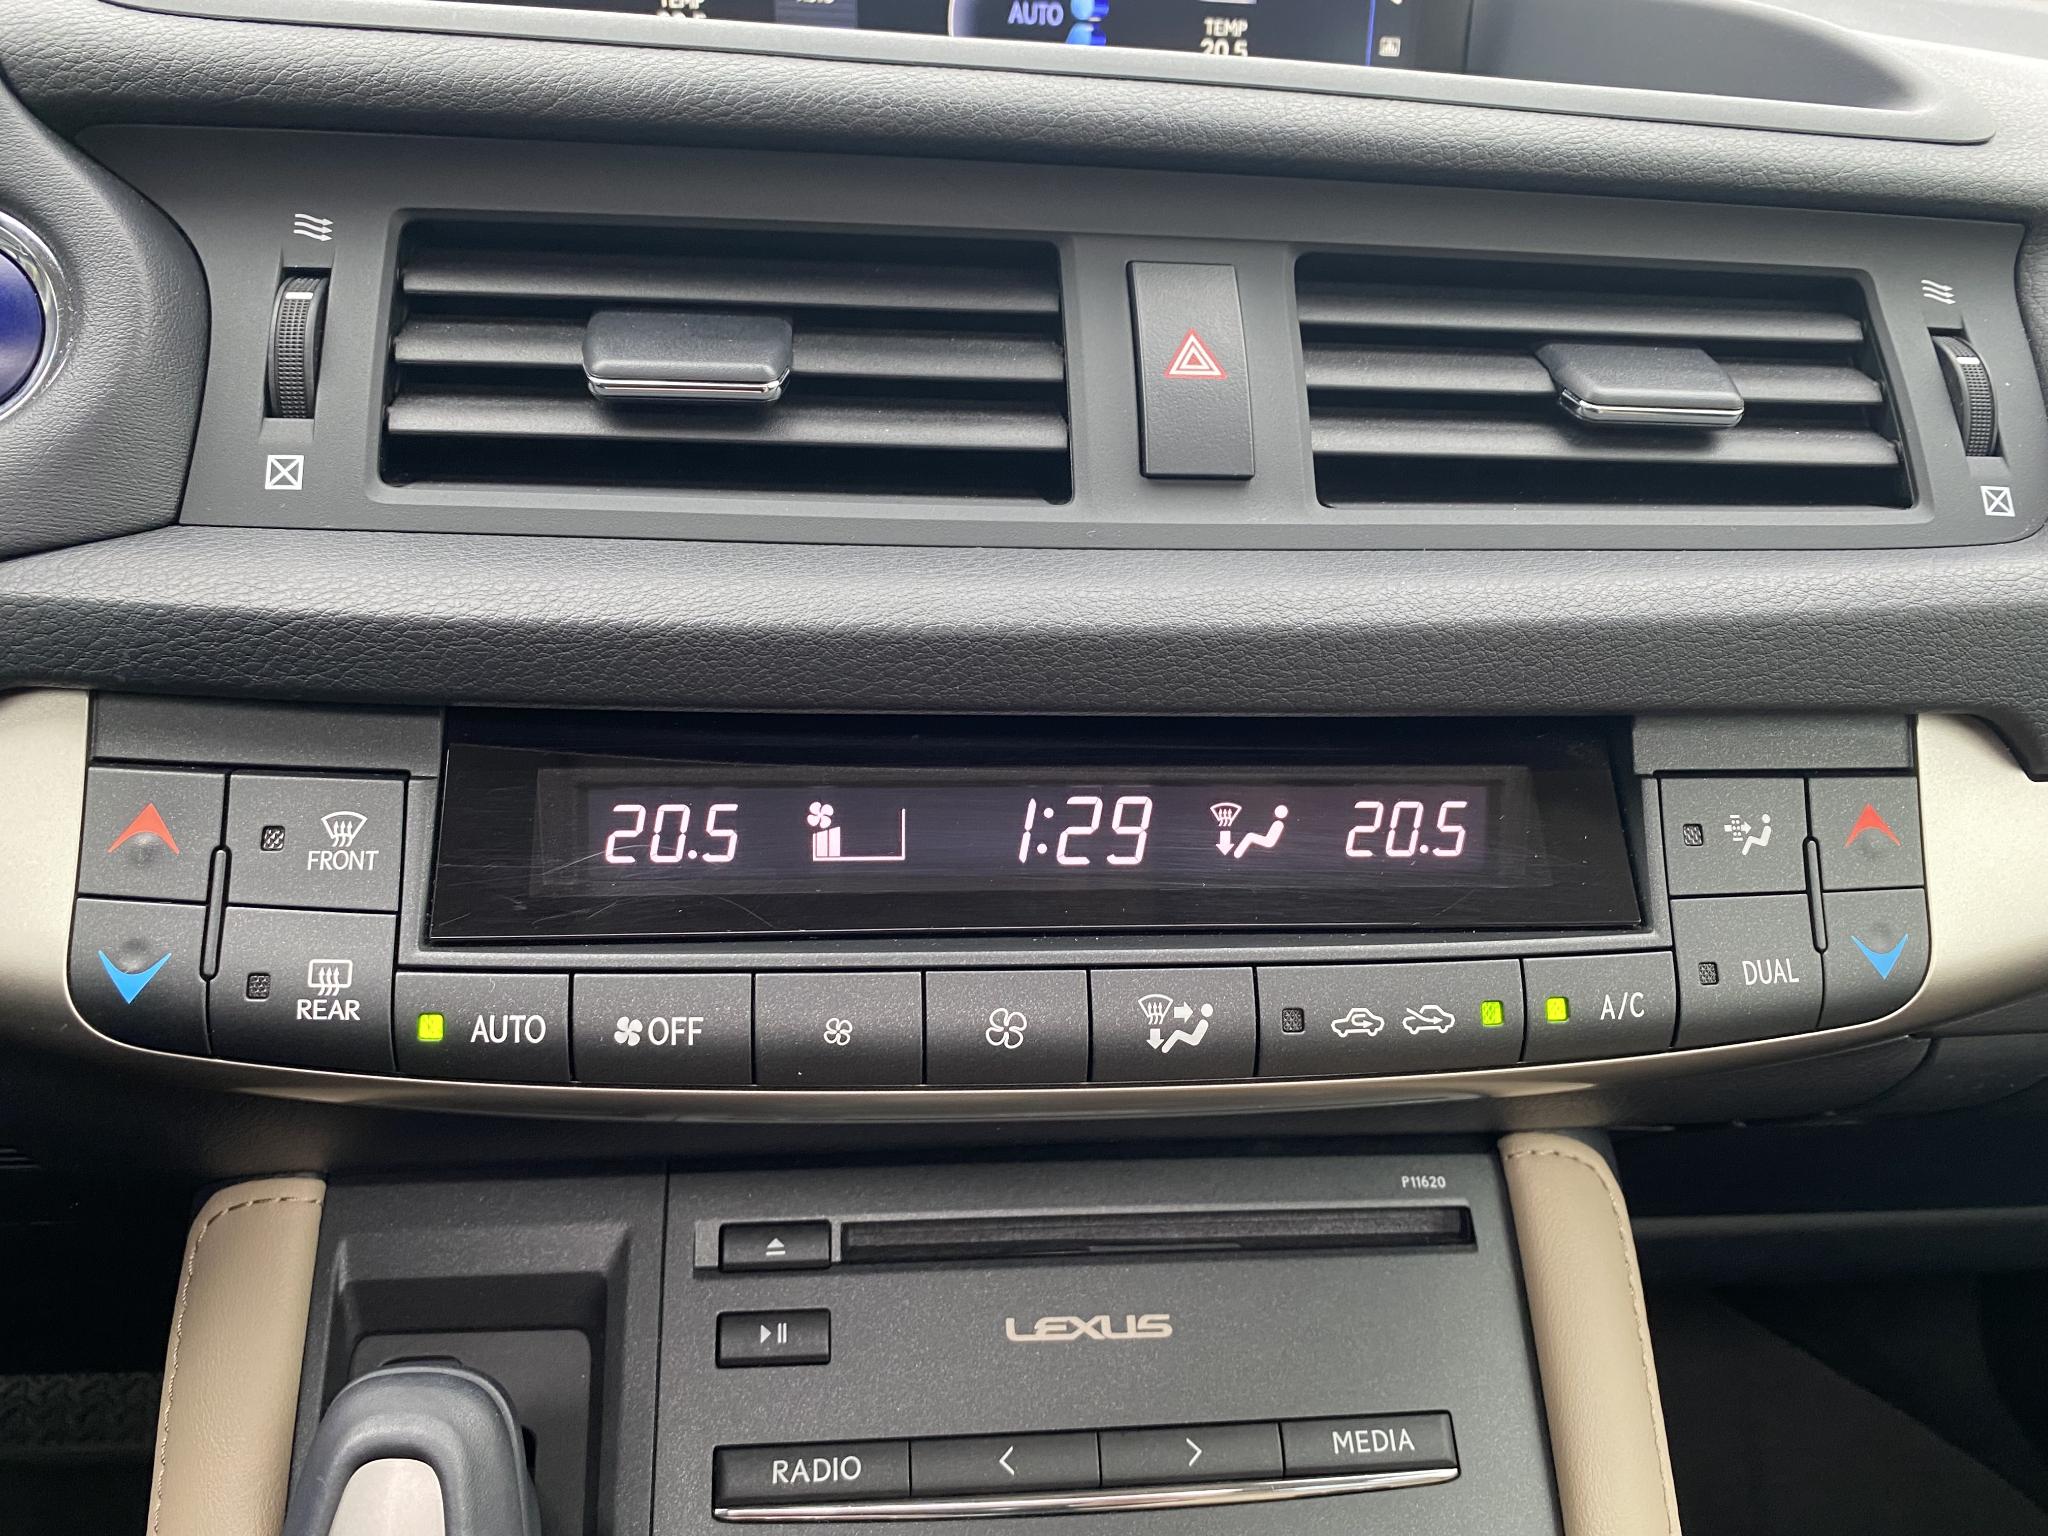 TEMP
AUTO
TEMP
20.5
FRONT
20.5
1:29
20.5
REAR
AUTO
OFF
A/C
DUAL
P11620
LEXUS
RADIO < > MEDIA